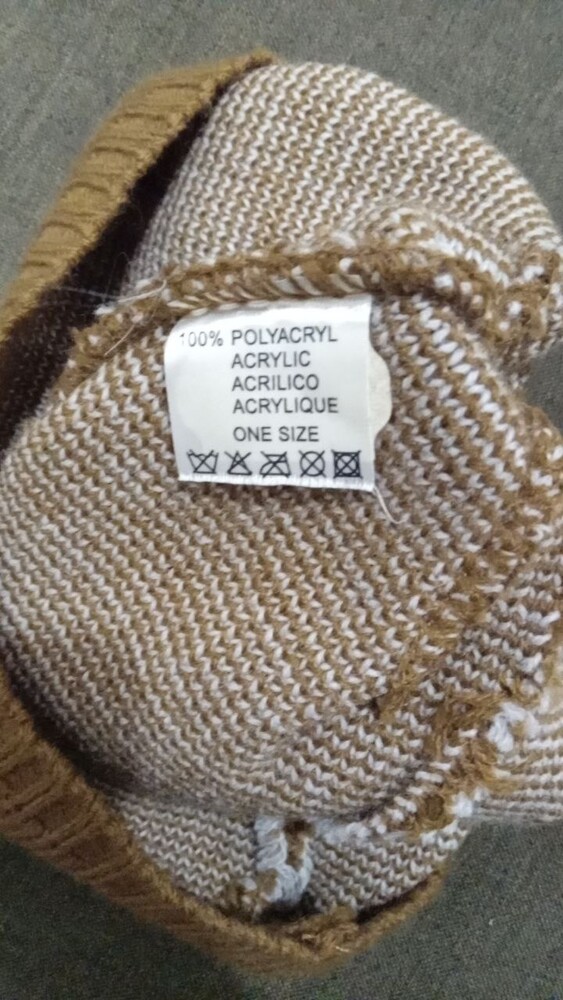 100% POLYACRYL
ACRYLIC
ACRILICO
ACRYLIQUE
ONE SIZE